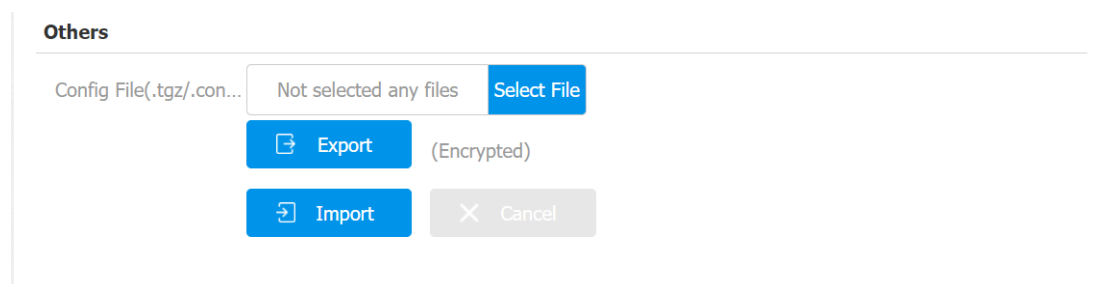 Others
Config File(.tgz/.con... Not selected any files Select File
Export (Encrypted)
Import Cancel